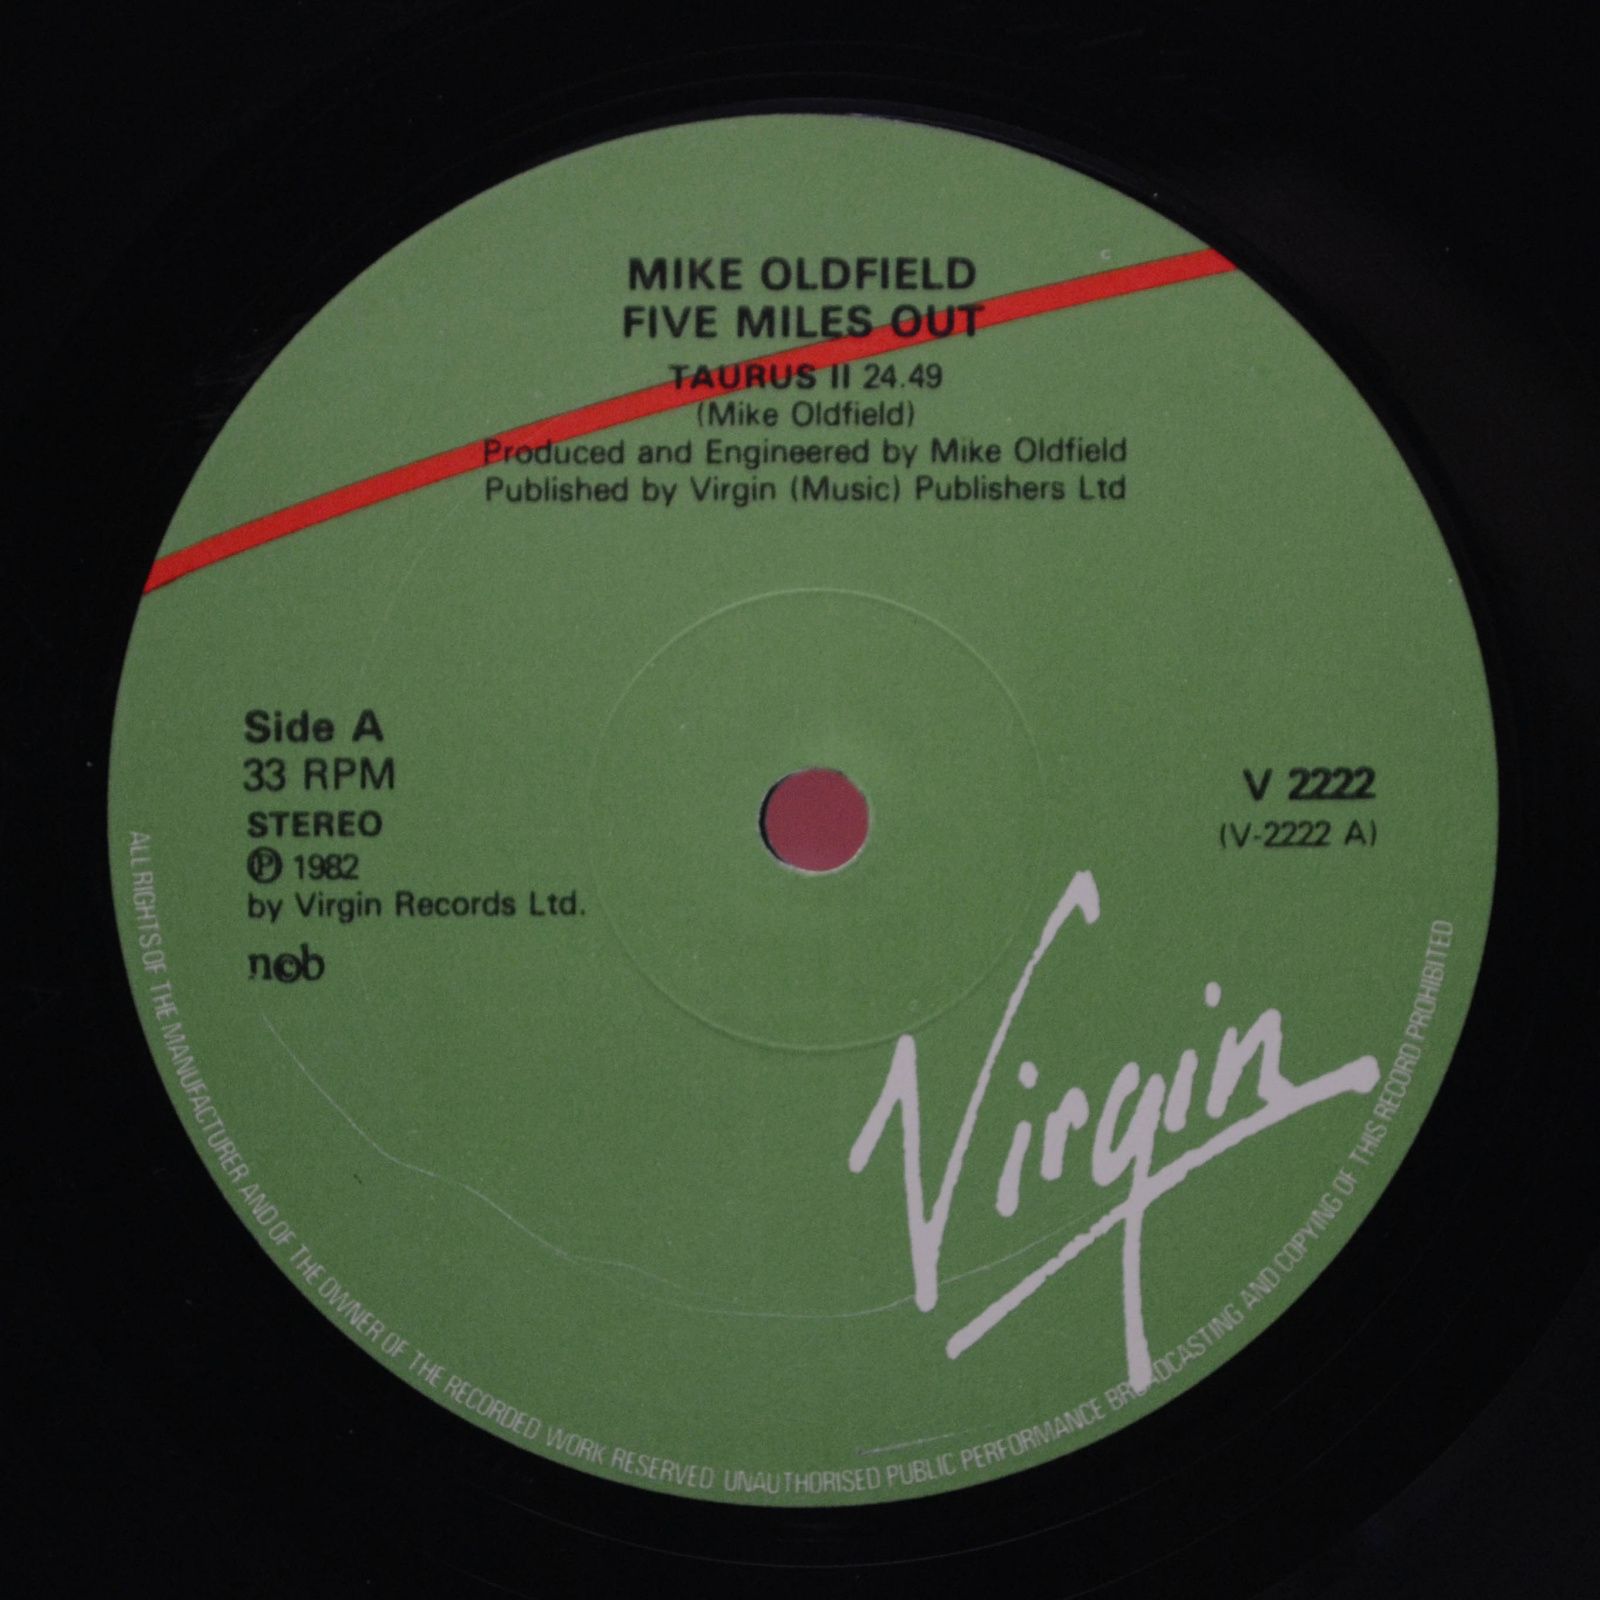 MIKE OLDFIELD
FIVE MILES OUT
TAURUS II 24.49
(Mike Oldfield)
Produced and Engineered by Mike Oldfield
Published by Virgin (Music) Publishers Ltd
Side A
33 RPM
STEREO
℗ 1982
by Virgin Records Ltd.
ncb
V 2222
(V-2222 A)
Virgin
ALL RIGHTS OF THE MANUFACTURER AND OF THE OWNER OF THE RECORDED WORK RESERVED UNAUTHORISED PUBLIC PERFORMANCE BROADCASTING AND COPYING OF THIS RECORD PROHIBITED